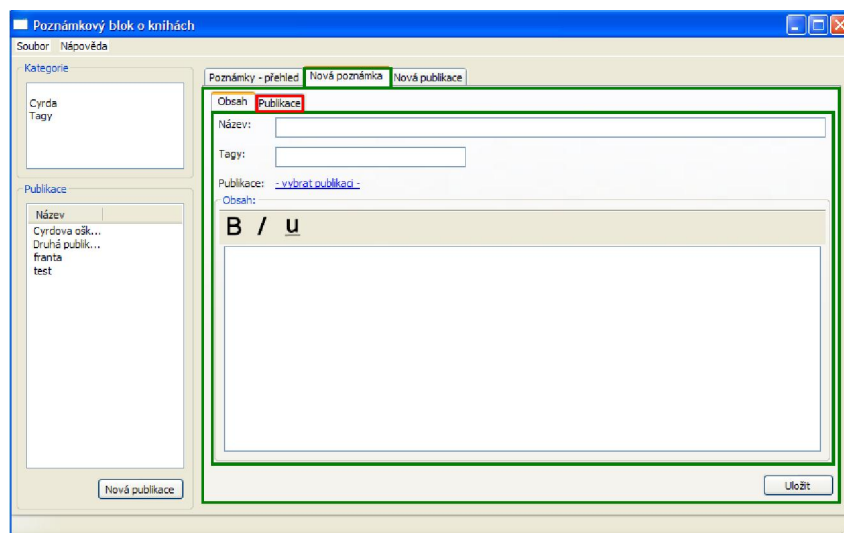 Poznámkový blok o knihách
Soubor Nápověda
Kategorie
Cyrda
Tagy
Publikace
Název
Cyrdova ošk...
Druhá publik...
franta
test
Nová publikace
Poznámky - přehled Nová poznámka Nová publikace
Obsah Publikace
Název:
Tagy:
Publikace: - vybrat publikaci -
Obsah:
B I u
Uložit